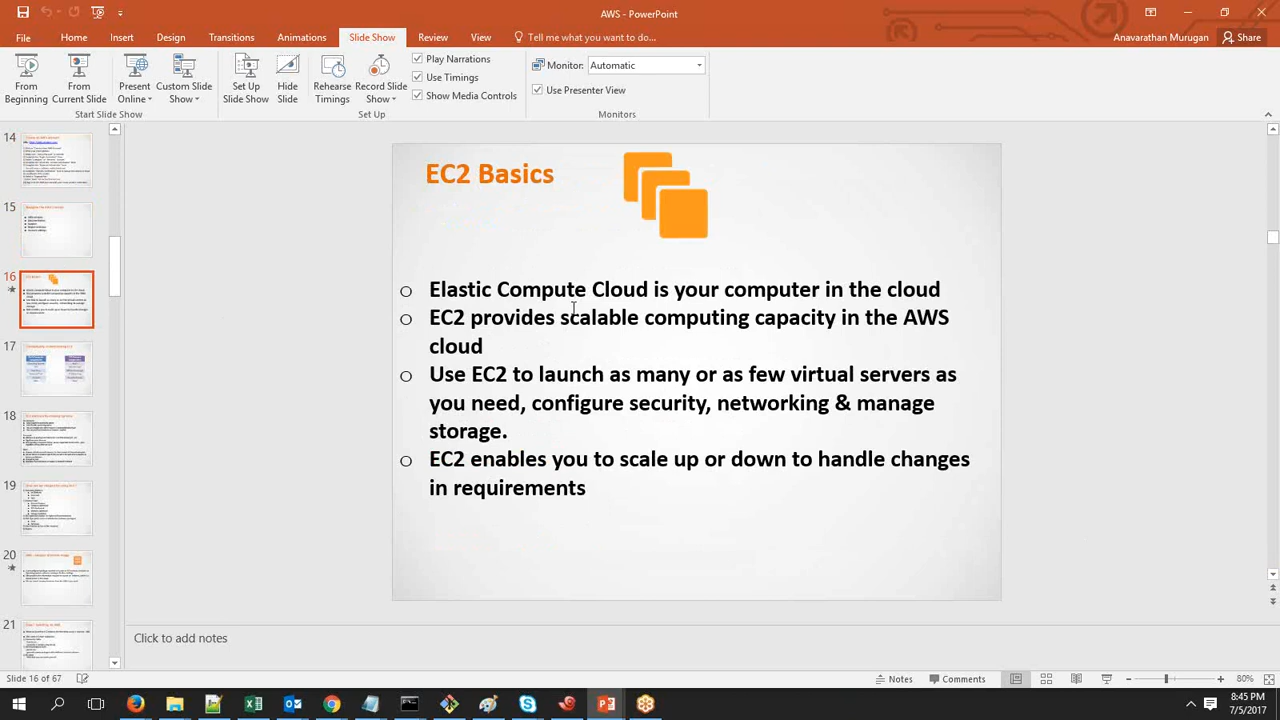 AWS - PowerPoint
File Home Insert Design Transitions Animations Slide Show Review View Tell me what you want to do... Anavarathan Murugan Share
From Beginning
From Current Slide
Present Online
Custom Slide Show
Set Up Slide Show
Hide Slide
Rehearse Timings
Record Slide Show
Play Narrations
Use Timings
Show Media Controls
Monitor: Automatic
Use Presenter View
Start Slide Show Set Up Monitors
14
15
16
17
18
19
20
21
EC2 Basics
Elastic Compute Cloud is your computer in the cloud
o EC2 provides scalable computing capacity in the AWS
cloud
o Use EC2 to launch as many or as few virtual servers as
you need, configure security, networking & manage
storage
o EC2 enables you to scale up or down to handle changes
in requirements
Click to add notes
Slide 16 of 67 Notes Comments 80%
8:45 PM
7/5/2017